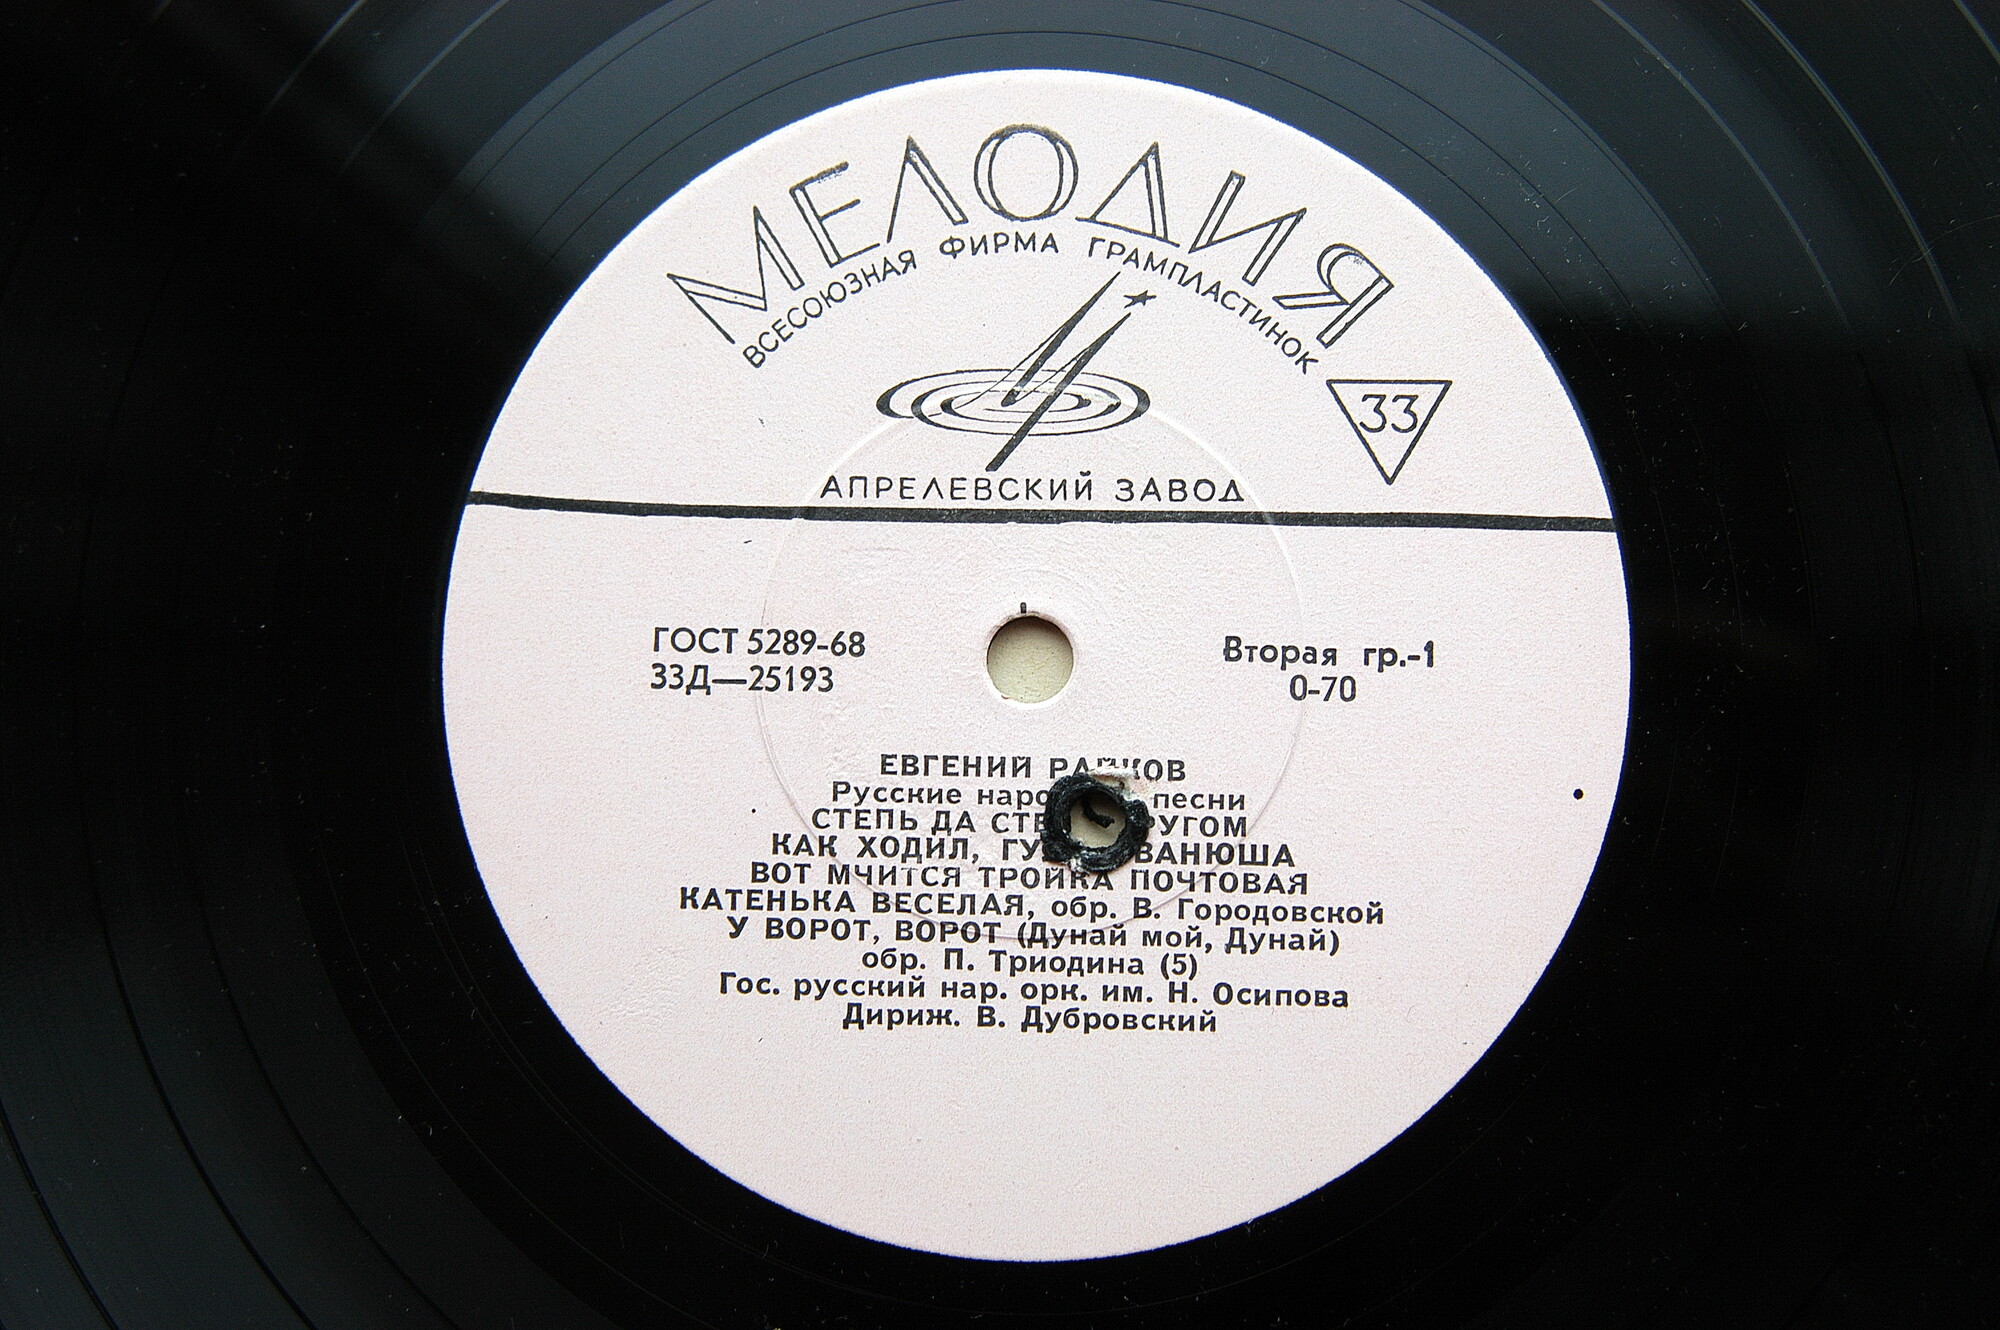 МЕЛОДИЯ
ВСЕСОЮЗНАЯ ФИРМА ГРАМПЛАСТИНОК
33
АПРЕЛЕВСКИЙ ЗАВОД
ГОСТ 5289-68
33Д—25193
Вторая гр.-1
0-70
ЕВГЕНИЙ РАЙКОВ
Русские песни
СТЕПЬ ДА
КАК ХОДИЛ,
ВОТ МЧИТСЯ ТРОЙКА ПОЧТОВАЯ
КАТЕНЬКА ВЕСЕЛАЯ, обр. В. Городовской
У ВОРОТ, ВОРОТ (Дунай мой, Дунай)
обр. П. Триодина (5)
Гос. русский нар. орк. им. Н. Осипова
Дириж. В. Дубровский